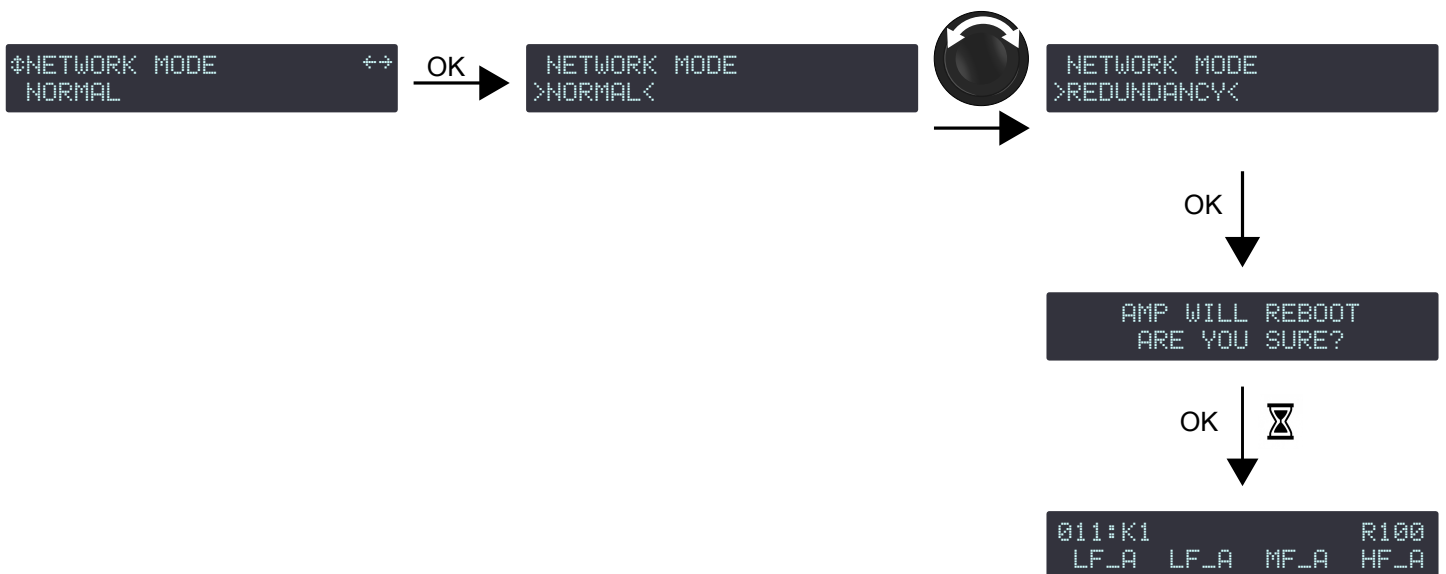 ⇕NETWORK MODE ←→
NORMAL
OK
NETWORK MODE
>NORMAL<
NETWORK MODE
>REDUNDANCY<
OK
AMP WILL REBOOT
ARE YOU SURE?
OK
011:K1 R100
LF_A LF_A MF_A HF_A